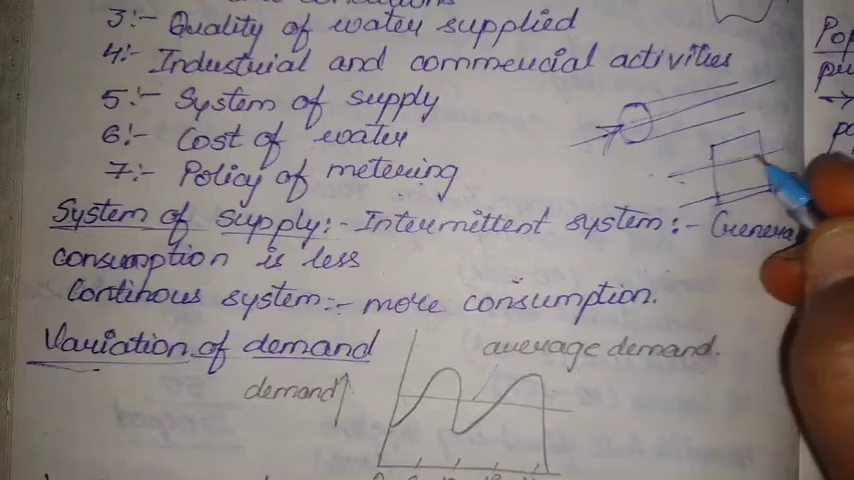 3:- Quality of water supplied
4:- Industrial and commercial activities
5:- System of supply
6:- Cost of water
7:- Policy of metering
System of supply:- Intermittent system:- Genera
consumption is less
Continous system:- more consumption.
Variation of demand
average demand.
demand
Pop